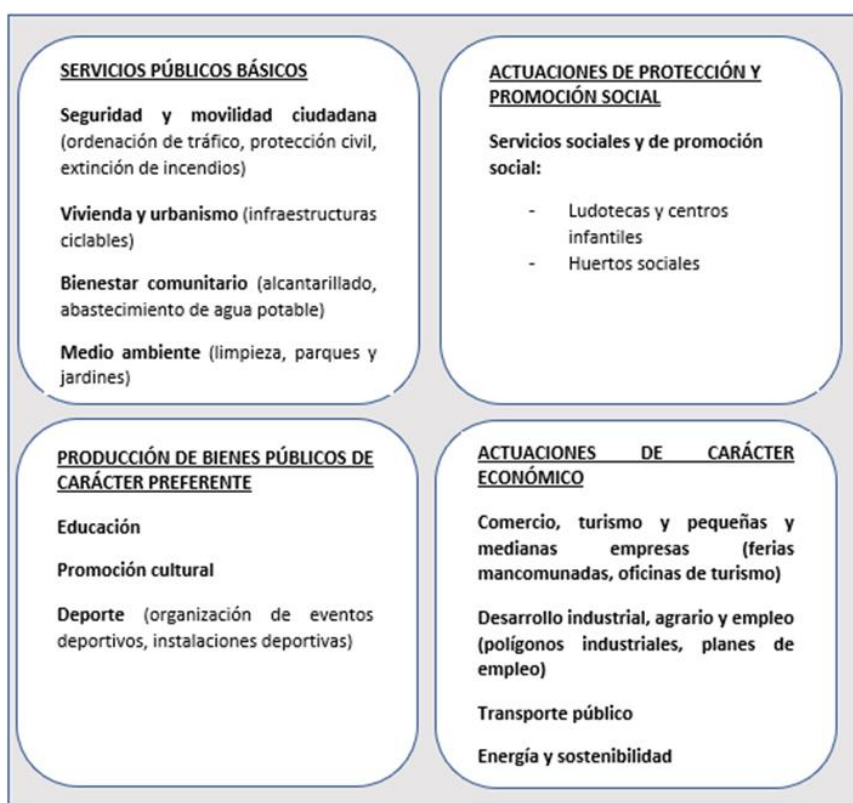 SERVICIOS PÚBLICOS BÁSICOS
Seguridad y movilidad ciudadana
(ordenación de tráfico, protección civil,
extinción de incendios)
Vivienda y urbanismo (infraestructuras
ciclables)
Bienestar comunitario (alcantarillado,
abastecimiento de agua potable)
Medio ambiente (limpieza, parques y
jardines)
ACTUACIONES DE PROTECCIÓN Y
PROMOCIÓN SOCIAL
Servicios sociales y de promoción
social:
- Ludotecas y centros
infantiles
- Huertos sociales
PRODUCCIÓN DE BIENES PÚBLICOS DE
CARÁCTER PREFERENTE
Educación
Promoción cultural
Deporte (organización de eventos
deportivos, instalaciones deportivas)
ACTUACIONES DE CARÁCTER
ECONÓMICO
Comercio, turismo y pequeñas y
medianas empresas (ferias
mancomunadas, oficinas de turismo)
Desarrollo industrial, agrario y empleo
(polígonos industriales, planes de
empleo)
Transporte público
Energía y sostenibilidad